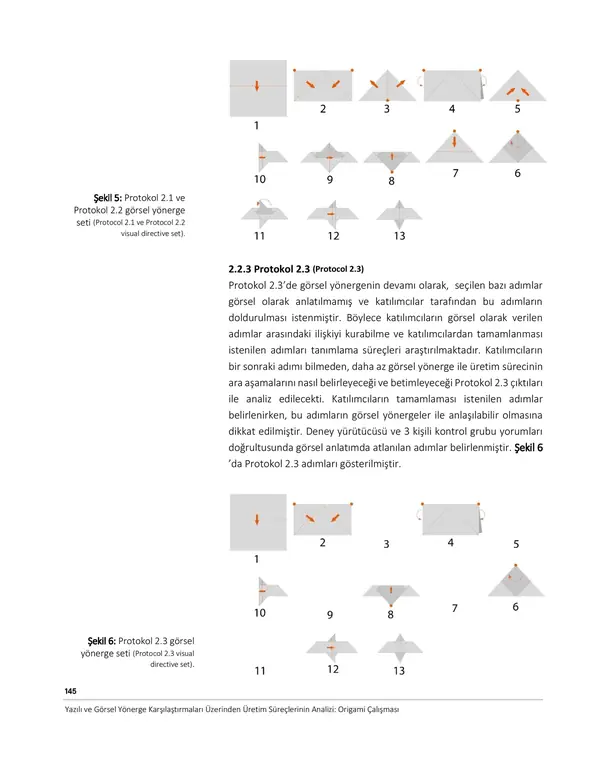 1
2
3
4
5
10
9
8
7
6
11
12
13
Şekil 5: Protokol 2.1 ve
Protokol 2.2 görsel yönerge
seti (Protocol 2.1 ve Protocol 2.2
visual directive set).
2.2.3 Protokol 2.3 (Protocol 2.3)
Protokol 2.3’de görsel yönergenin devamı olarak, seçilen bazı adımlar
görsel olarak anlatılmamış ve katılımcılar tarafından bu adımların
doldurulması istenmiştir. Böylece katılımcıların görsel olarak verilen
adımlar arasındaki ilişkiyi kurabilme ve katılımcılardan tamamlanması
istenilen adımları tanımlama süreçleri araştırılmaktadır. Katılımcıların
bir sonraki adımı bilmeden, daha az görsel yönerge ile üretim sürecinin
ara aşamalarını nasıl belirleyeceği ve betimleyeceği Protokol 2.3 çıktıları
ile analiz edilecekti. Katılımcıların tamamlaması istenilen adımlar
belirlenirken, bu adımların görsel yönergeler ile anlaşılabilir olmasına
dikkat edilmiştir. Deney yürütücüsü ve 3 kişili kontrol grubu yorumları
doğrultusunda görsel anlatımda atlanılan adımlar belirlenmiştir. Şekil 6
’da Protokol 2.3 adımları gösterilmiştir.
1
2
3
4
5
10
9
8
7
6
11
12
13
Şekil 6: Protokol 2.3 görsel
yönerge seti (Protocol 2.3 visual
directive set).
145
Yazılı ve Görsel Yönerge Karşılaştırmaları Üzerinden Üretim Süreçlerinin Analizi: Origami Çalışması